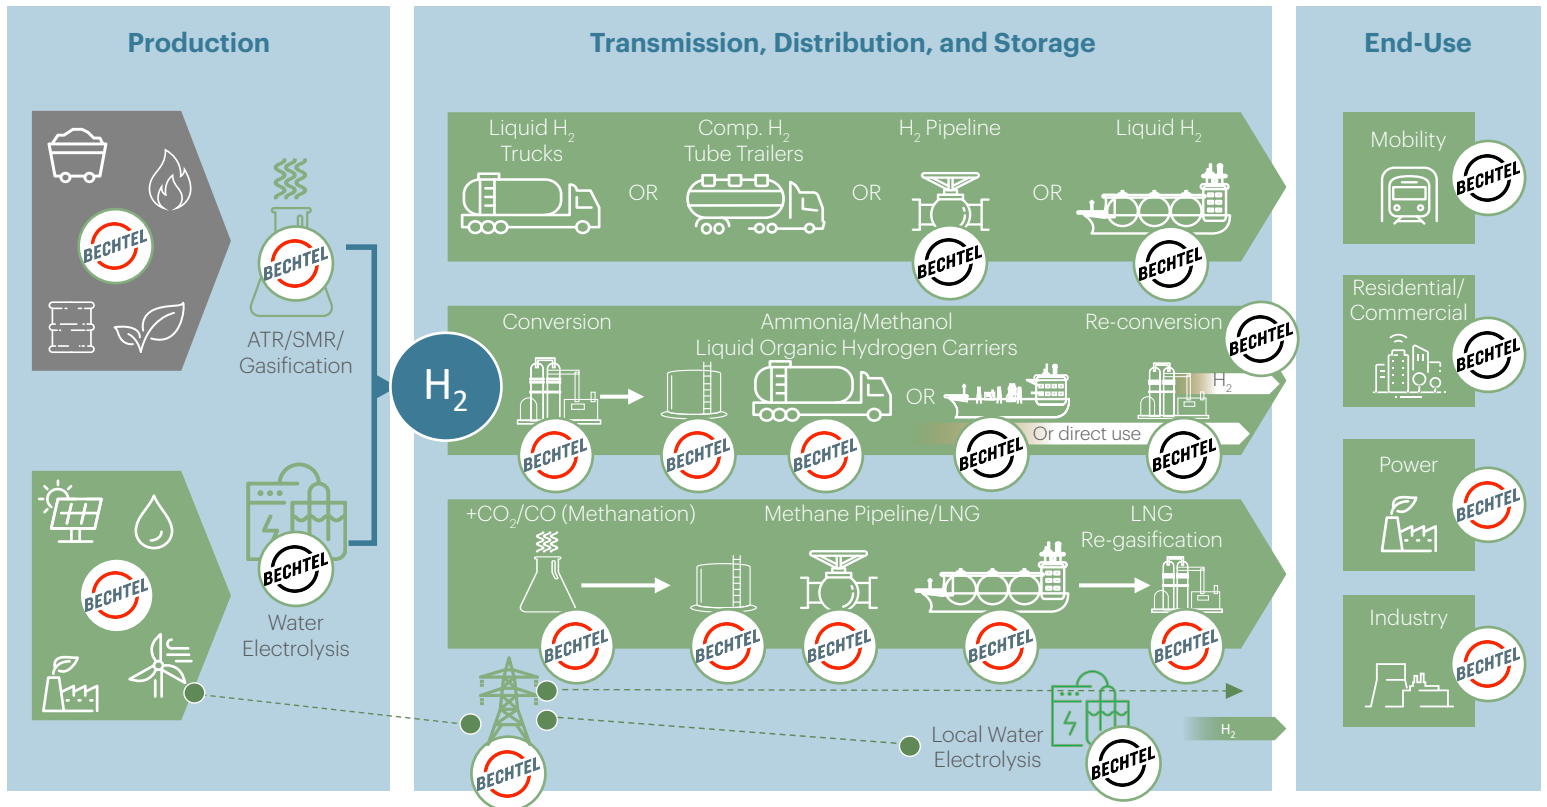 Production
BECHTEL
BECHTEL
ATR/SMR/
Gasification
BECHTEL
BECHTEL
Water
Electrolysis
H₂
Transmission, Distribution, and Storage
Liquid H₂
Trucks
OR
Comp. H₂
Tube Trailers
OR
H₂ Pipeline
BECHTEL
OR
Liquid H₂
BECHTEL
Conversion
BECHTEL
Ammonia/Methanol
Liquid Organic Hydrogen Carriers
BECHTEL
BECHTEL
OR
BECHTEL
Or direct use
Re-conversion
BECHTEL
H₂
BECHTEL
+CO₂/CO (Methanation)
BECHTEL
Methane Pipeline/LNG
BECHTEL
BECHTEL
BECHTEL
LNG
Re-gasification
BECHTEL
BECHTEL
Local Water
Electrolysis
BECHTEL
H₂
End-Use
Mobility
BECHTEL
Residential/
Commercial
BECHTEL
Power
BECHTEL
Industry
BECHTEL